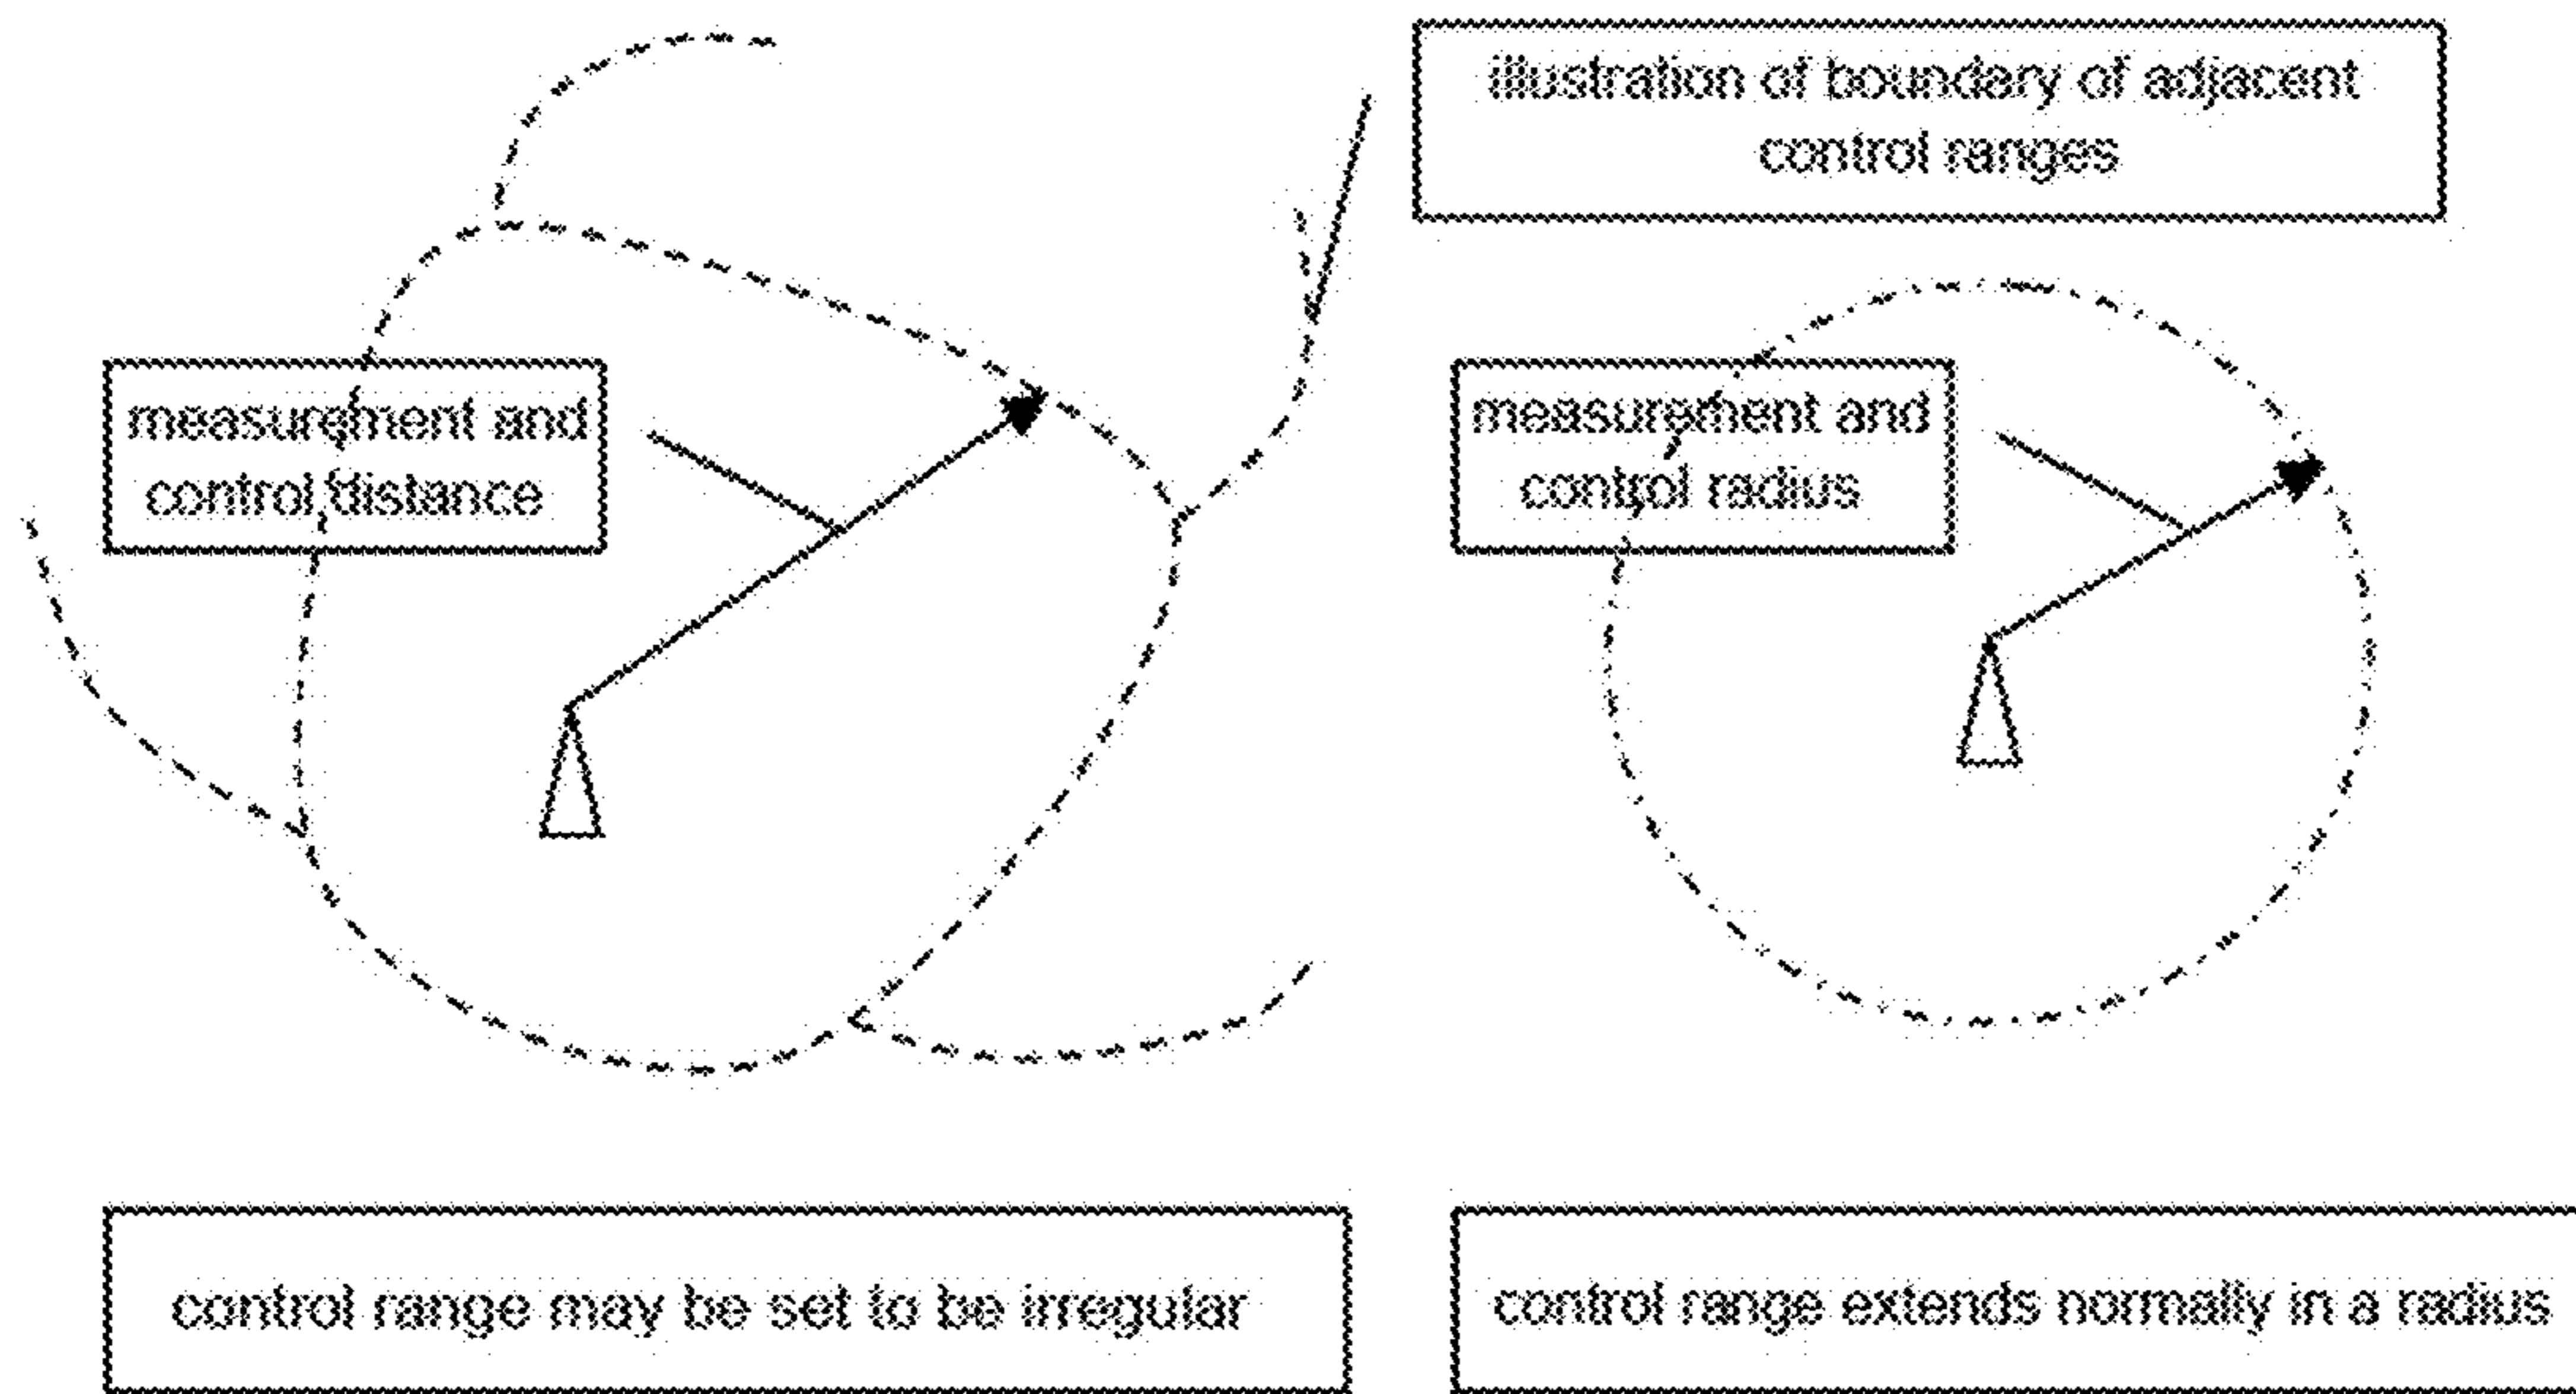 illustration of boundary of adjacent
control ranges
measurement and
control distance
measurement and
control radius
control range may be set to be irregular
control range extends normally in a radius